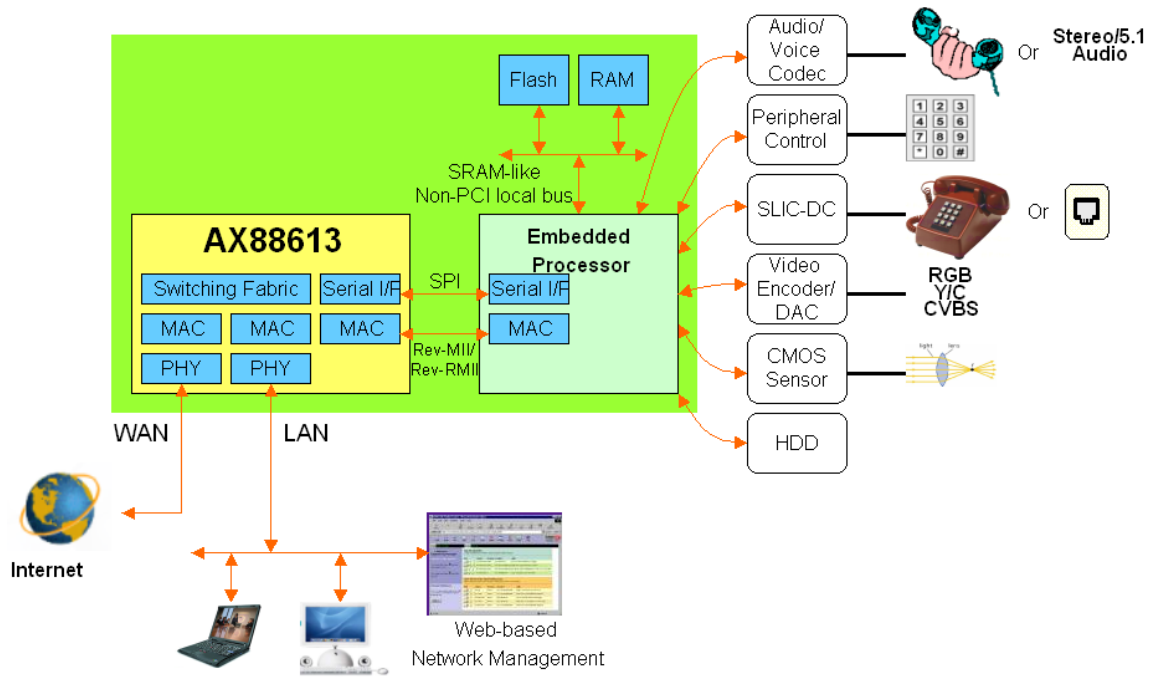 Audio/
Voice
Codec
Or
Stereo/5.1
Audio
Flash
RAM
Peripheral
Control
1 2 3
4 5 6
7 8 9
* 0 #
SRAM-like
Non-PCI local bus
SLIC-DC
Or
AX88613
Embedded
Processor
Switching Fabric
Serial I/F
SPI
Serial I/F
Video
Encoder/
DAC
RGB
Y/C
CVBS
MAC
MAC
MAC
MAC
Rev-MII/
Rev-RMII
PHY
PHY
CMOS
Sensor
light
lens
WAN
LAN
HDD
Internet
Web-based
Network Management